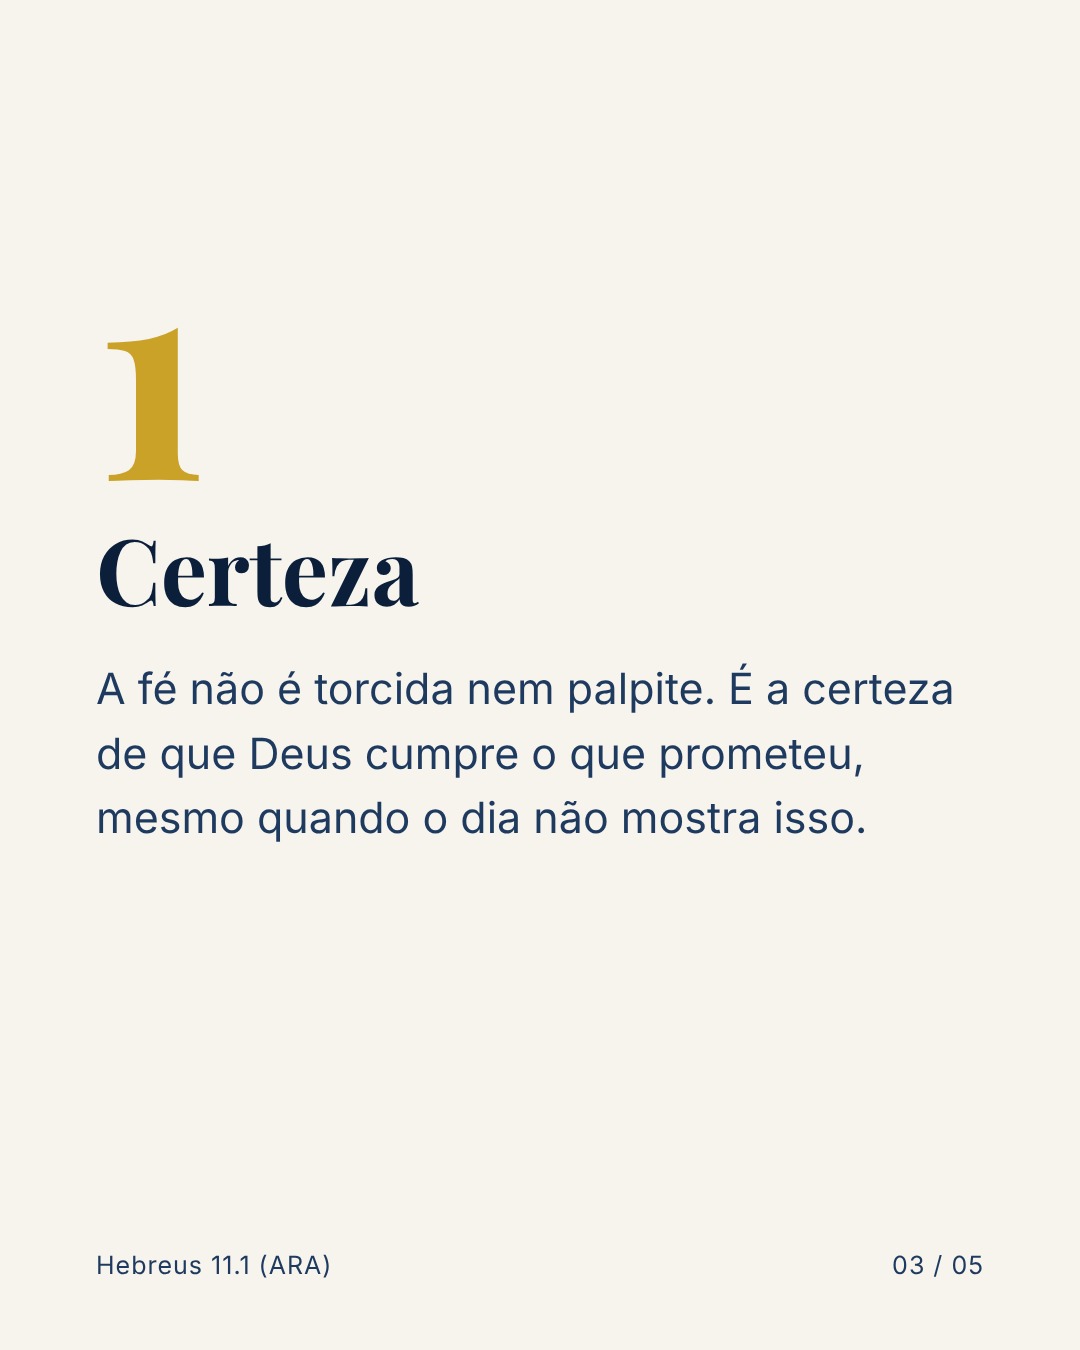 1
Certeza
A fé não é torcida nem palpite. É a certeza
de que Deus cumpre o que prometeu,
mesmo quando o dia não mostra isso.
Hebreus 11.1 (ARA)
03 / 05